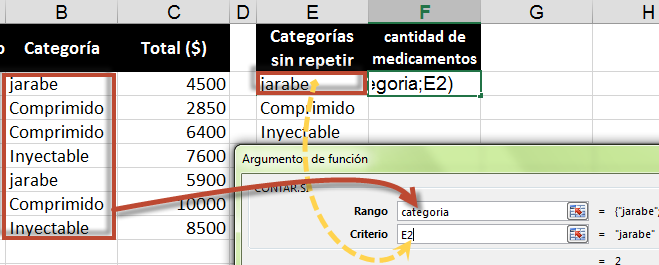 B C D E F G H
o Categoría Total ($) Categorías sin repetir cantidad de medicamentos
jarabe 4500 jarabe egoria;E2)
Comprimido 2850 Comprimido
Comprimido 6400 Inyectable
Inyectable 7600
jarabe 5900
Comprimido 10000
Inyectable 8500
Argumentos de función
CONTAR.SI
Rango categoria = {"jarabe"
Criterio E2 = "jarabe"
= 2